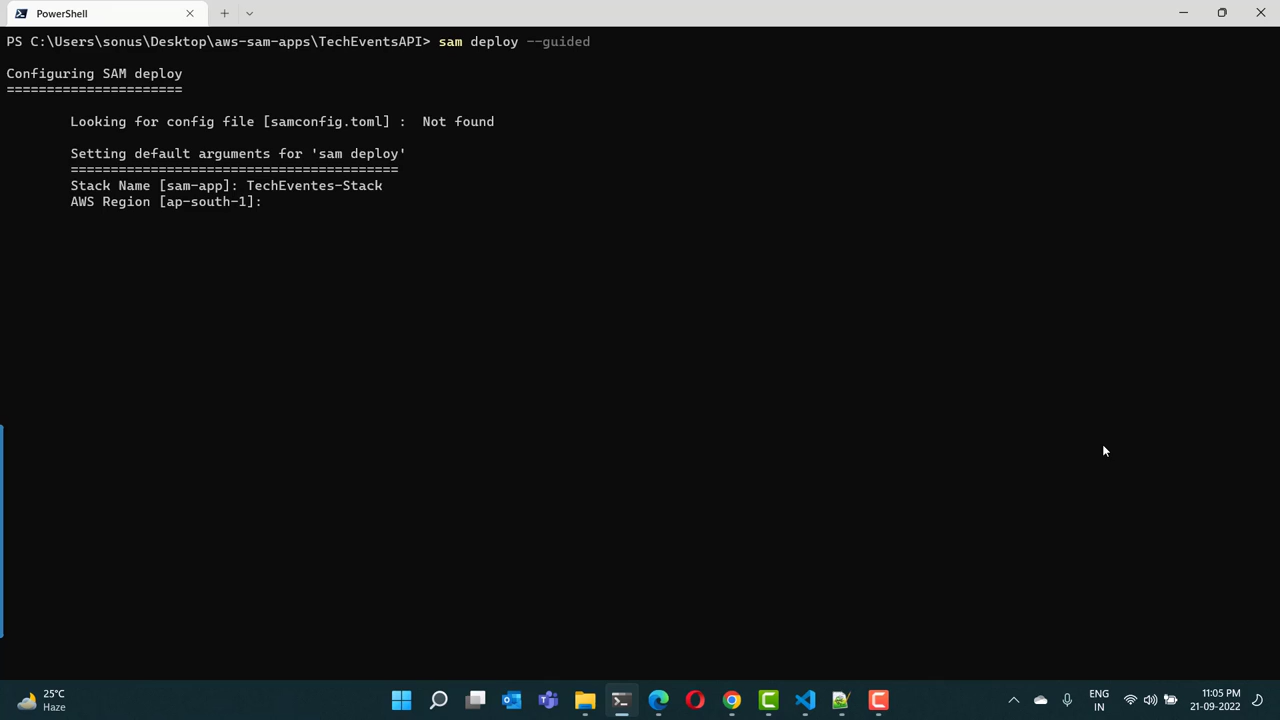 PowerShell
PS C:\Users\sonus\Desktop\aws-sam-apps\TechEventsAPI> sam deploy --guided
Configuring SAM deploy
======================
Looking for config file [samconfig.toml] :  Not found
Setting default arguments for 'sam deploy'
=========================================
Stack Name [sam-app]: TechEventes-Stack
AWS Region [ap-south-1]:
25°C
Haze
ENG
IN
11:05 PM
21-09-2022